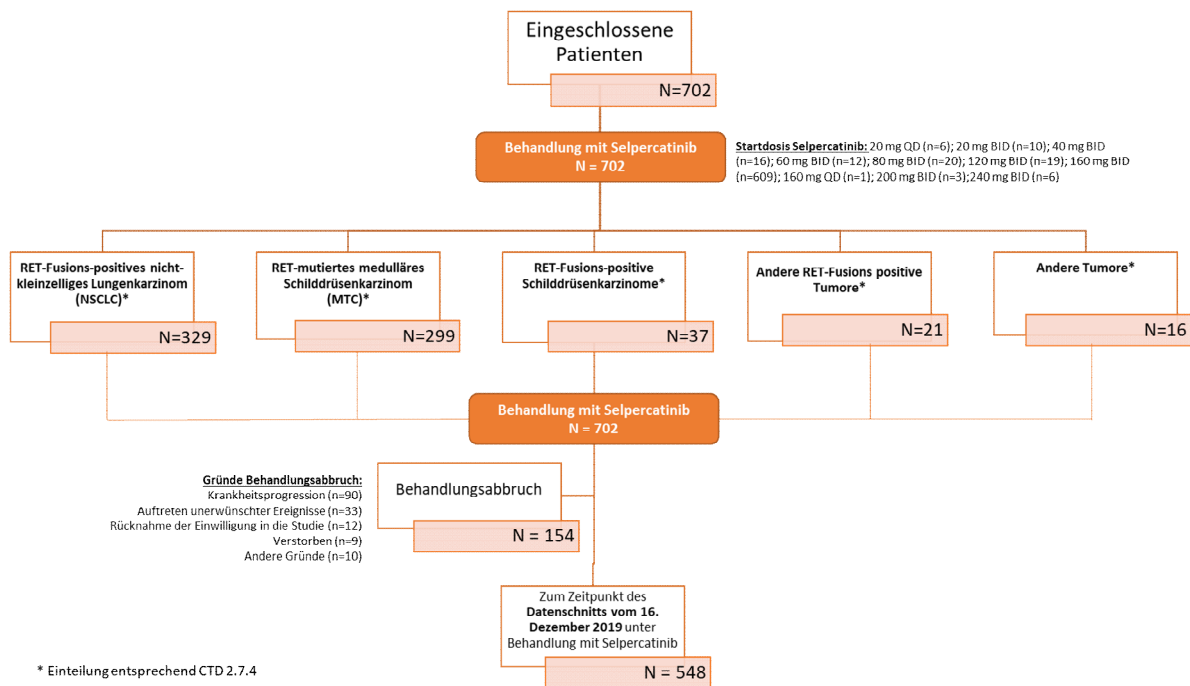 Eingeschlossene
Patienten
N=702
Behandlung mit Selpercatinib
N = 702
Startdosis Selpercatinib: 20 mg QD (n=6); 20 mg BID (n=10); 40 mg BID
(n=16); 60 mg BID (n=12); 80 mg BID (n=20); 120 mg BID (n=19); 160 mg BID
(n=609); 160 mg QD (n=1); 200 mg BID (n=3);240 mg BID (n=6)
RET-Fusions-positives nicht-
kleinzelliges Lungenkarzinom
(NSCLC)*
N=329
RET-mutiertes medulläres
Schilddrüsenkarzinom
(MTC)*
N=299
RET-Fusions-positive
Schilddrüsenkarzinome*
N=37
Andere RET-Fusions positive
Tumore*
N=21
Andere Tumore*
N=16
Behandlung mit Selpercatinib
N = 702
Gründe Behandlungsabbruch:
Krankheitsprogression (n=90)
Auftreten unerwünschter Ereignisse (n=33)
Rücknahme der Einwilligung in die Studie (n=12)
Verstorben (n=9)
Andere Gründe (n=10)
Behandlungsabbruch
N = 154
Zum Zeitpunkt des
Datenschnitts vom 16.
Dezember 2019 unter
Behandlung mit Selpercatinib
N = 548
* Einteilung entsprechend CTD 2.7.4